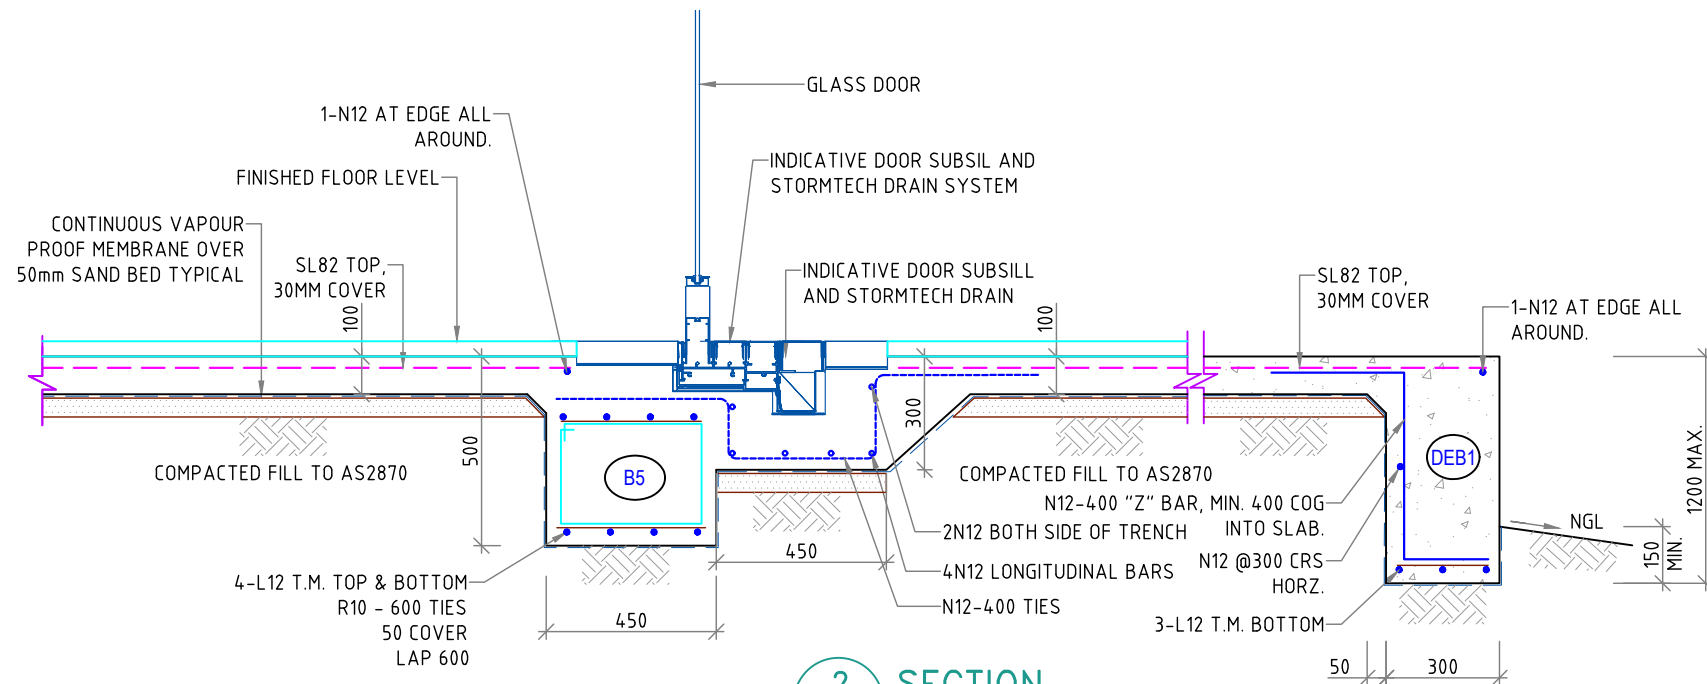 GLASS DOOR
1-N12 AT EDGE ALL
AROUND.
FINISHED FLOOR LEVEL
INDICATIVE DOOR SUBSIL AND
STORMTECH DRAIN SYSTEM
CONTINUOUS VAPOUR
PROOF MEMBRANE OVER
50mm SAND BED TYPICAL
SL82 TOP,
30MM COVER
100
INDICATIVE DOOR SUBSILL
AND STORMTECH DRAIN
100
SL82 TOP,
30MM COVER
1-N12 AT EDGE ALL
AROUND.
COMPACTED FILL TO AS2870
500
B5
300
COMPACTED FILL TO AS2870
N12-400 "Z" BAR, MIN. 400 COG
INTO SLAB.
DEB1
1200 MAX.
NGL
150
MIN.
2N12 BOTH SIDE OF TRENCH
N12 @300 CRS
HORZ.
450
4N12 LONGITUDINAL BARS
N12-400 TIES
4-L12 T.M. TOP & BOTTOM
R10 - 600 TIES
50 COVER
LAP 600
450
3-L12 T.M. BOTTOM
50
300
2
SECTION